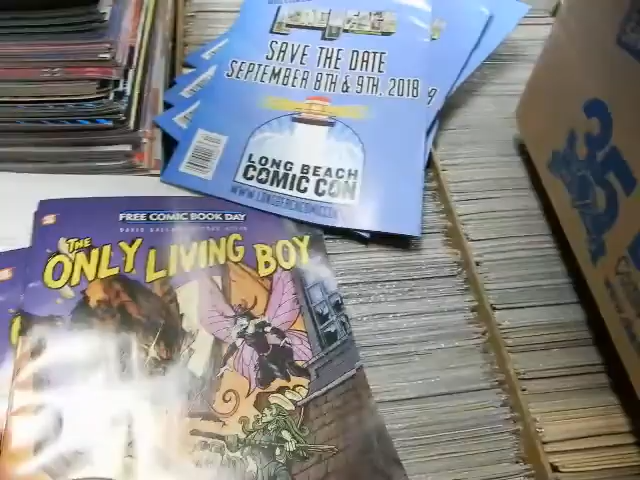 SAVE THE DATE
SEPTEMBER 8TH & 9TH, 2018
9
LONG BEACH
COMIC CON
FREE COMIC BOOK DAY
THE
ONLY LIVING BOY